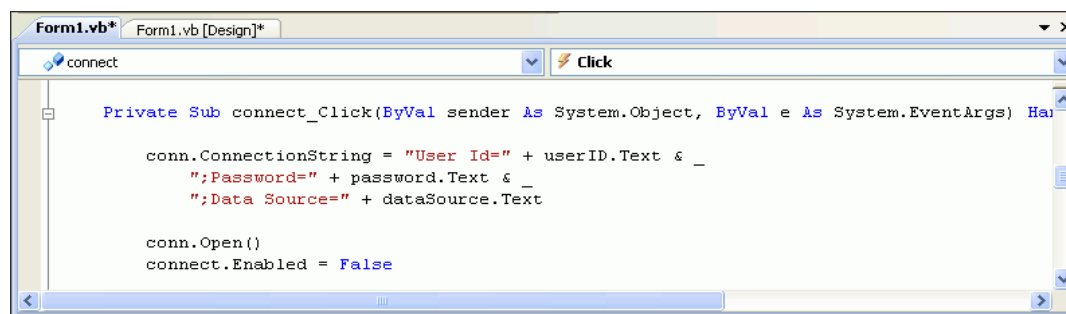 Form1.vb* Form1.vb [Design]*
connect Click
Private Sub connect_Click(ByVal sender As System.Object, ByVal e As System.EventArgs) Han
conn.ConnectionString = "User Id=" + userID.Text & _
";Password=" + password.Text & _
";Data Source=" + dataSource.Text
conn.Open()
connect.Enabled = False